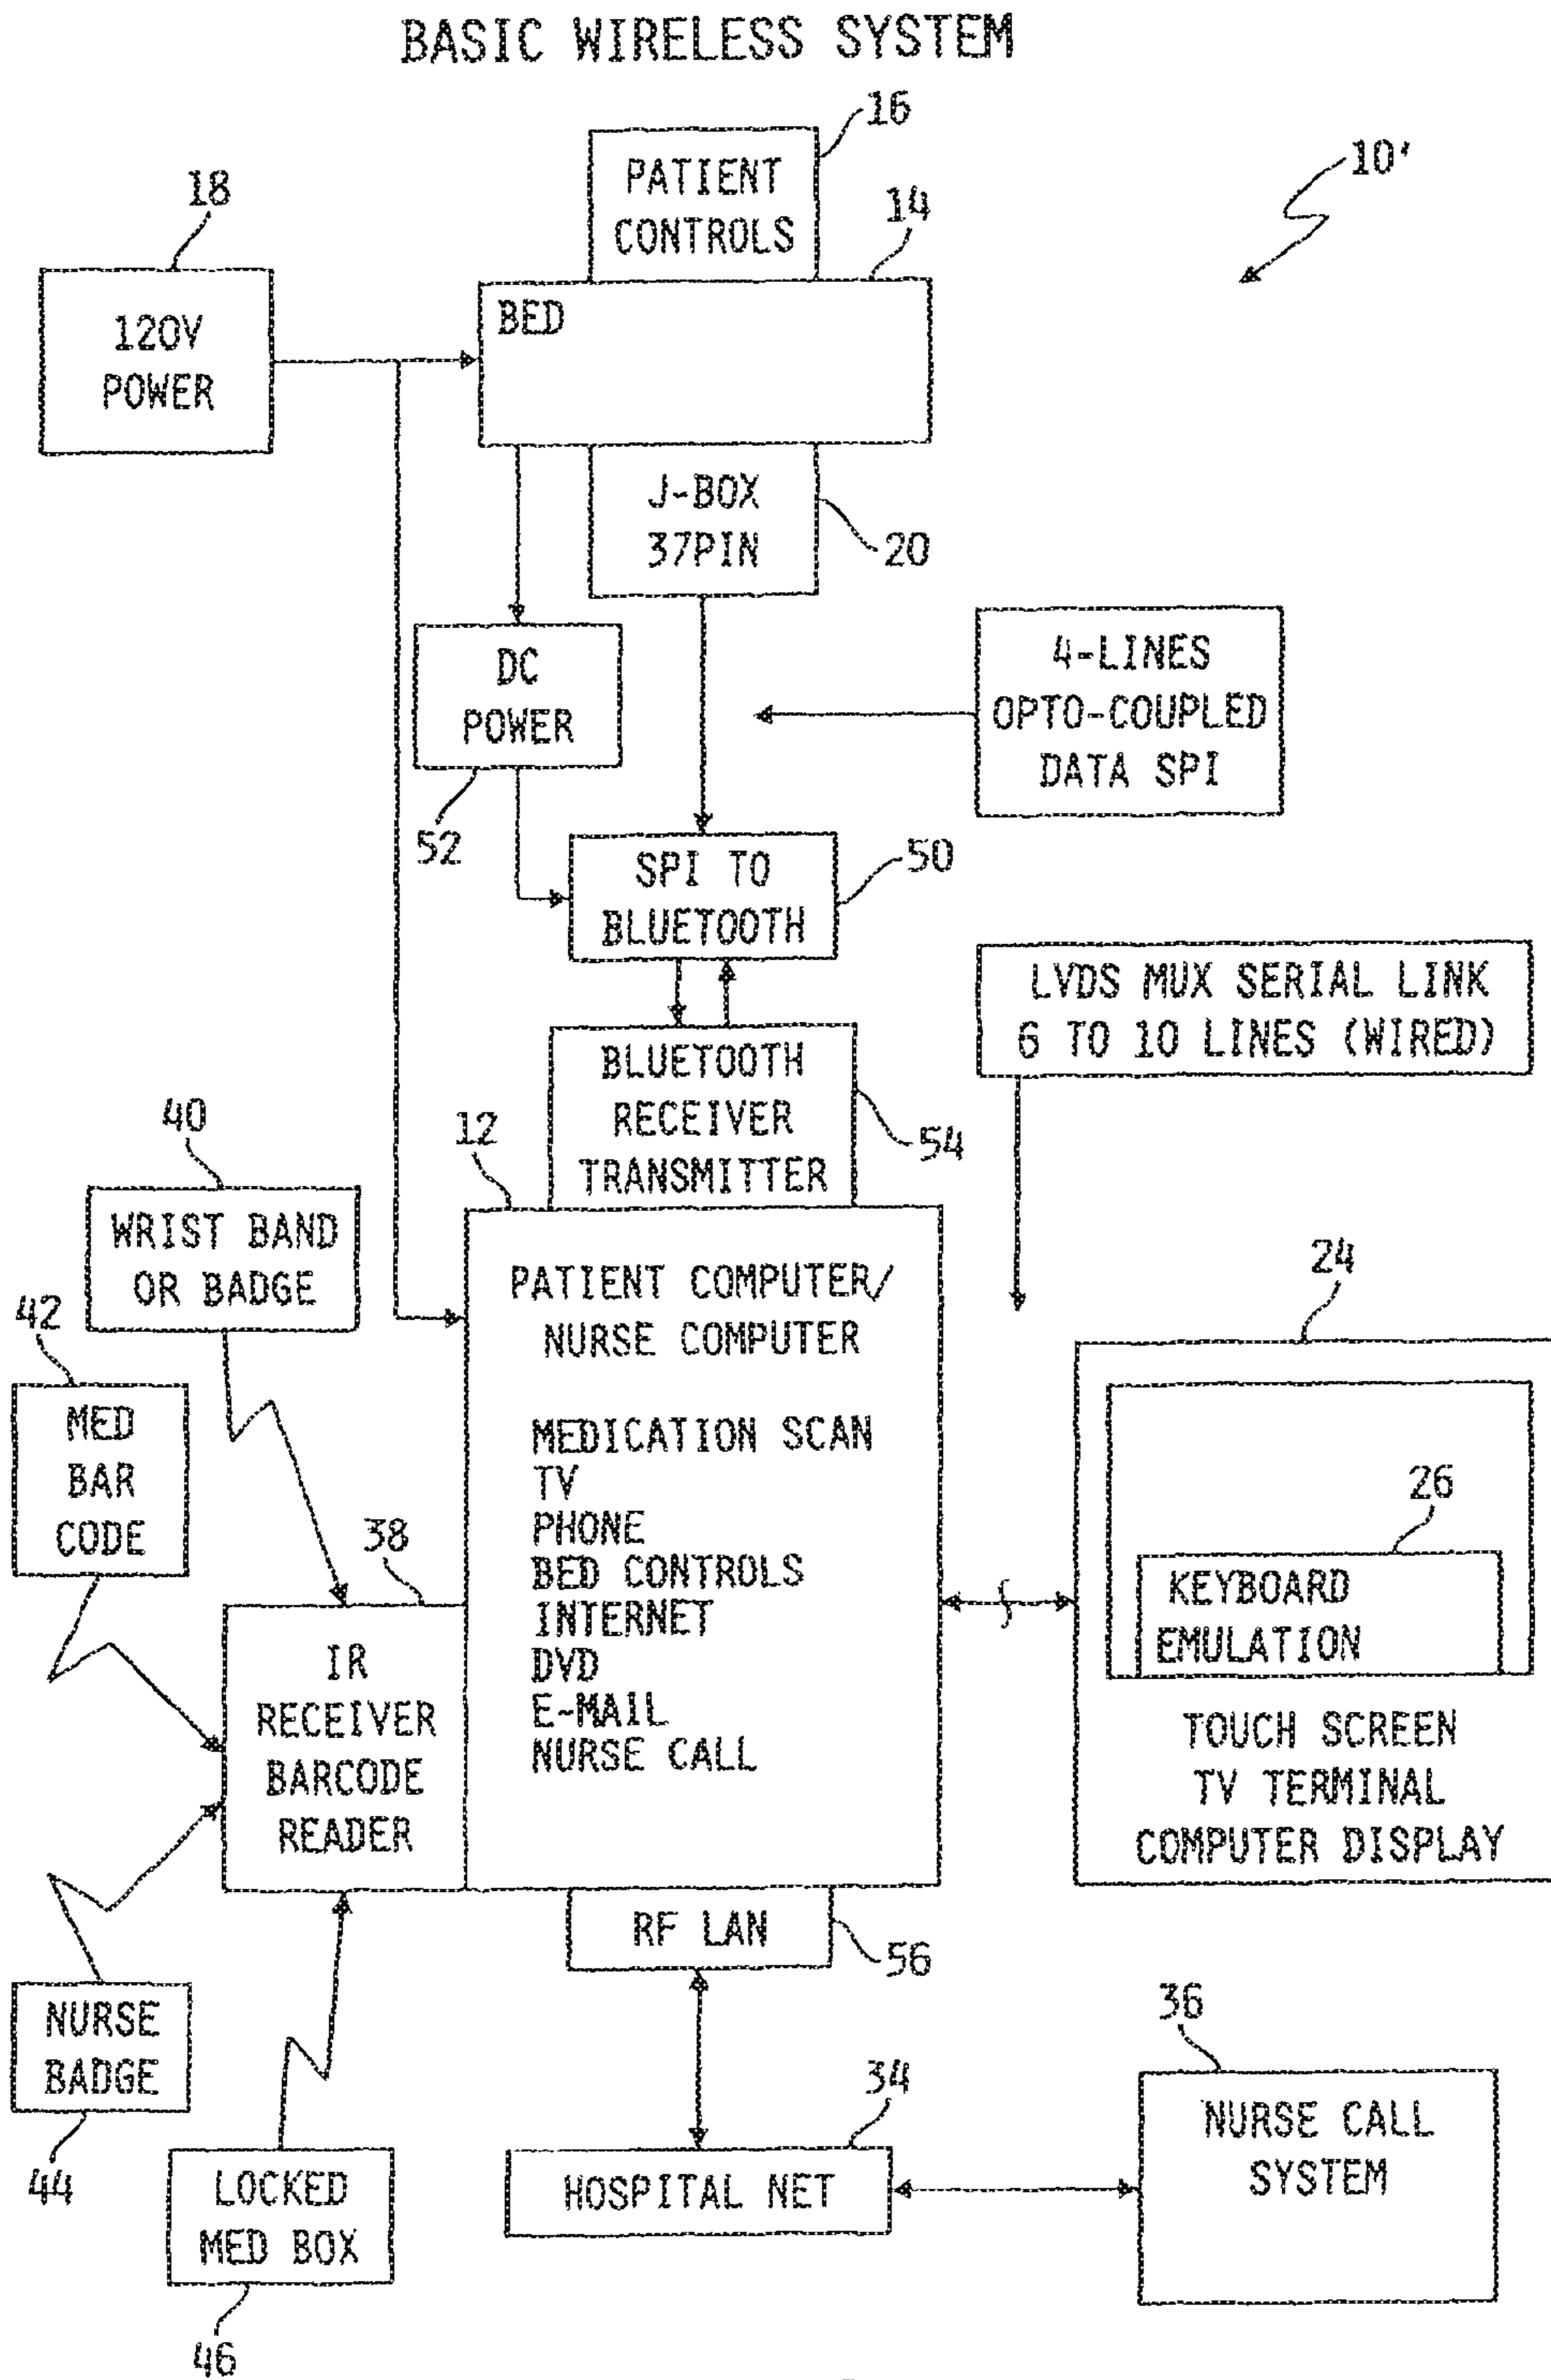 BASIC WIRELESS SYSTEM
16
PATIENT
CONTROLS
10'
18
14
120V
POWER
BED
J-BOX
37PIN
20
DC
POWER
52
4-LINES
OPTO-COUPLED
DATA SPI
SPI TO
BLUETOOTH
50
LVDS MUX SERIAL LINK
6 TO 10 LINES (WIRED)
BLUETOOTH
RECEIVER
TRANSMITTER
54
12
40
WRIST BAND
OR BADGE
42
MED
BAR
CODE
PATIENT COMPUTER/
NURSE COMPUTER
MEDICATION SCAN
TV
PHONE
BED CONTROLS
INTERNET
DVD
E-MAIL
NURSE CALL
24
26
KEYBOARD
EMULATION
TOUCH SCREEN
TV TERMINAL
COMPUTER DISPLAY
38
IR
RECEIVER
BARCODE
READER
NURSE
BADGE
44
LOCKED
MED BOX
46
RF LAN
56
34
HOSPITAL NET
36
NURSE CALL
SYSTEM